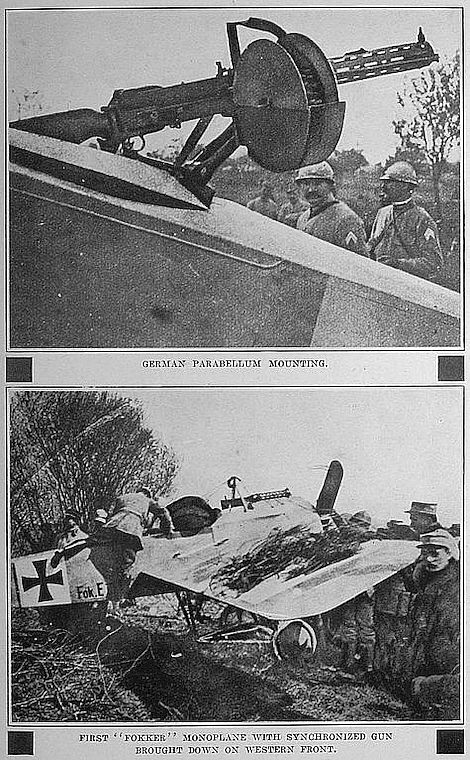 GERMAN PARABELLUM MOUNTING.
Fok.E
FIRST "FOKKER" MONOPLANE WITH SYNCHRONIZED GUN
BROUGHT DOWN ON WESTERN FRONT.